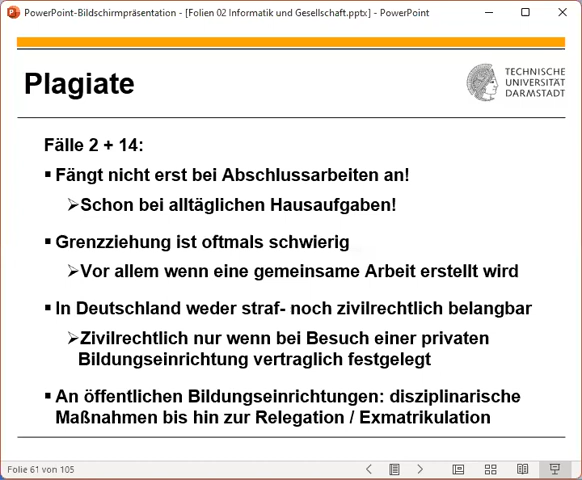 PowerPoint-Bildschirmpräsentation - [Folien 02 Informatik und Gesellschaft.pptx] - PowerPoint
Plagiate
TECHNISCHE
UNIVERSITÄT
DARMSTADT
Fälle 2 + 14:
▪ Fängt nicht erst bei Abschlussarbeiten an!
➢Schon bei alltäglichen Hausaufgaben!
▪ Grenzziehung ist oftmals schwierig
➢Vor allem wenn eine gemeinsame Arbeit erstellt wird
▪ In Deutschland weder straf- noch zivilrechtlich belangbar
➢Zivilrechtlich nur wenn bei Besuch einer privaten
Bildungseinrichtung vertraglich festgelegt
▪ An öffentlichen Bildungseinrichtungen: disziplinarische
Maßnahmen bis hin zur Relegation / Exmatrikulation
Folie 61 von 105